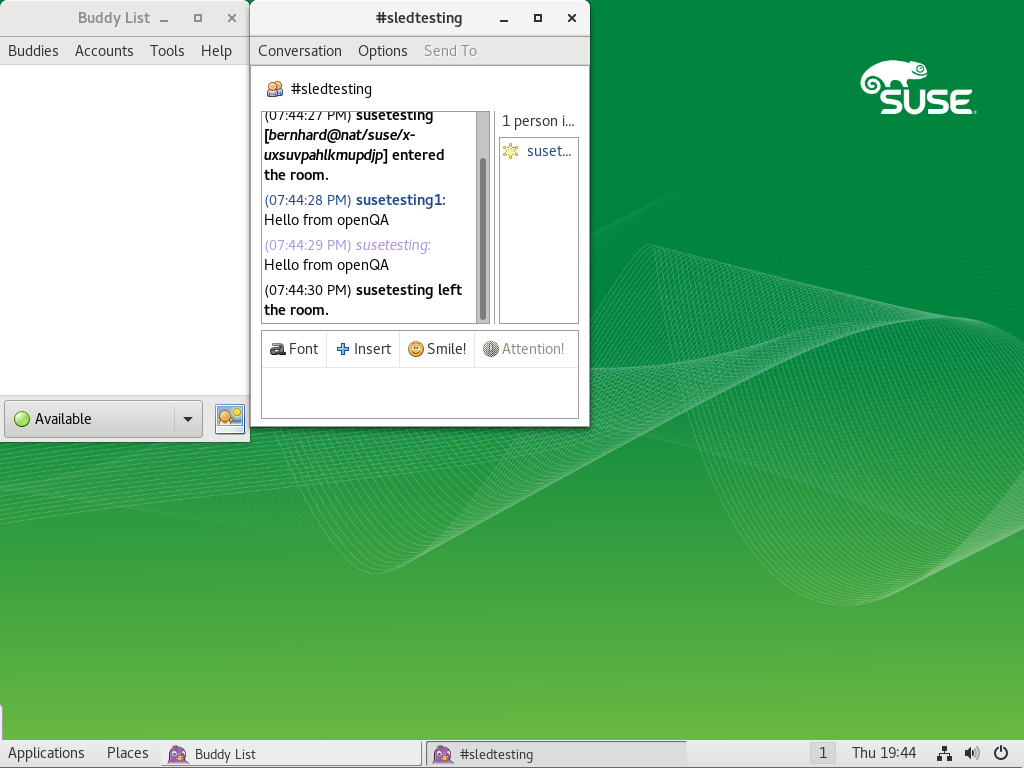 Buddy List
Buddies Accounts Tools Help
Available
#sledtesting
Conversation Options Send To
#sledtesting
(07:44:27 PM) susetesting
[bernhard@nat/suse/x-
uxsuvpahlkmupdjp] entered
the room.
(07:44:28 PM) susetesting1:
Hello from openQA
(07:44:29 PM) susetesting:
Hello from openQA
(07:44:30 PM) susetesting left
the room.
1 person i...
suset...
Font Insert Smile! Attention!
SUSE
Applications Places Buddy List #sledtesting 1 Thu 19:44